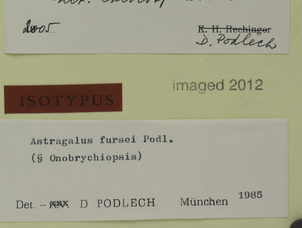 2005
K. H. Rechinger
D. Podlech
imaged 2012
ISOTYPUS
Astragalus fursei Podl.
(§ Onobrychiopsis)
Det. – D PODLECH München 1985